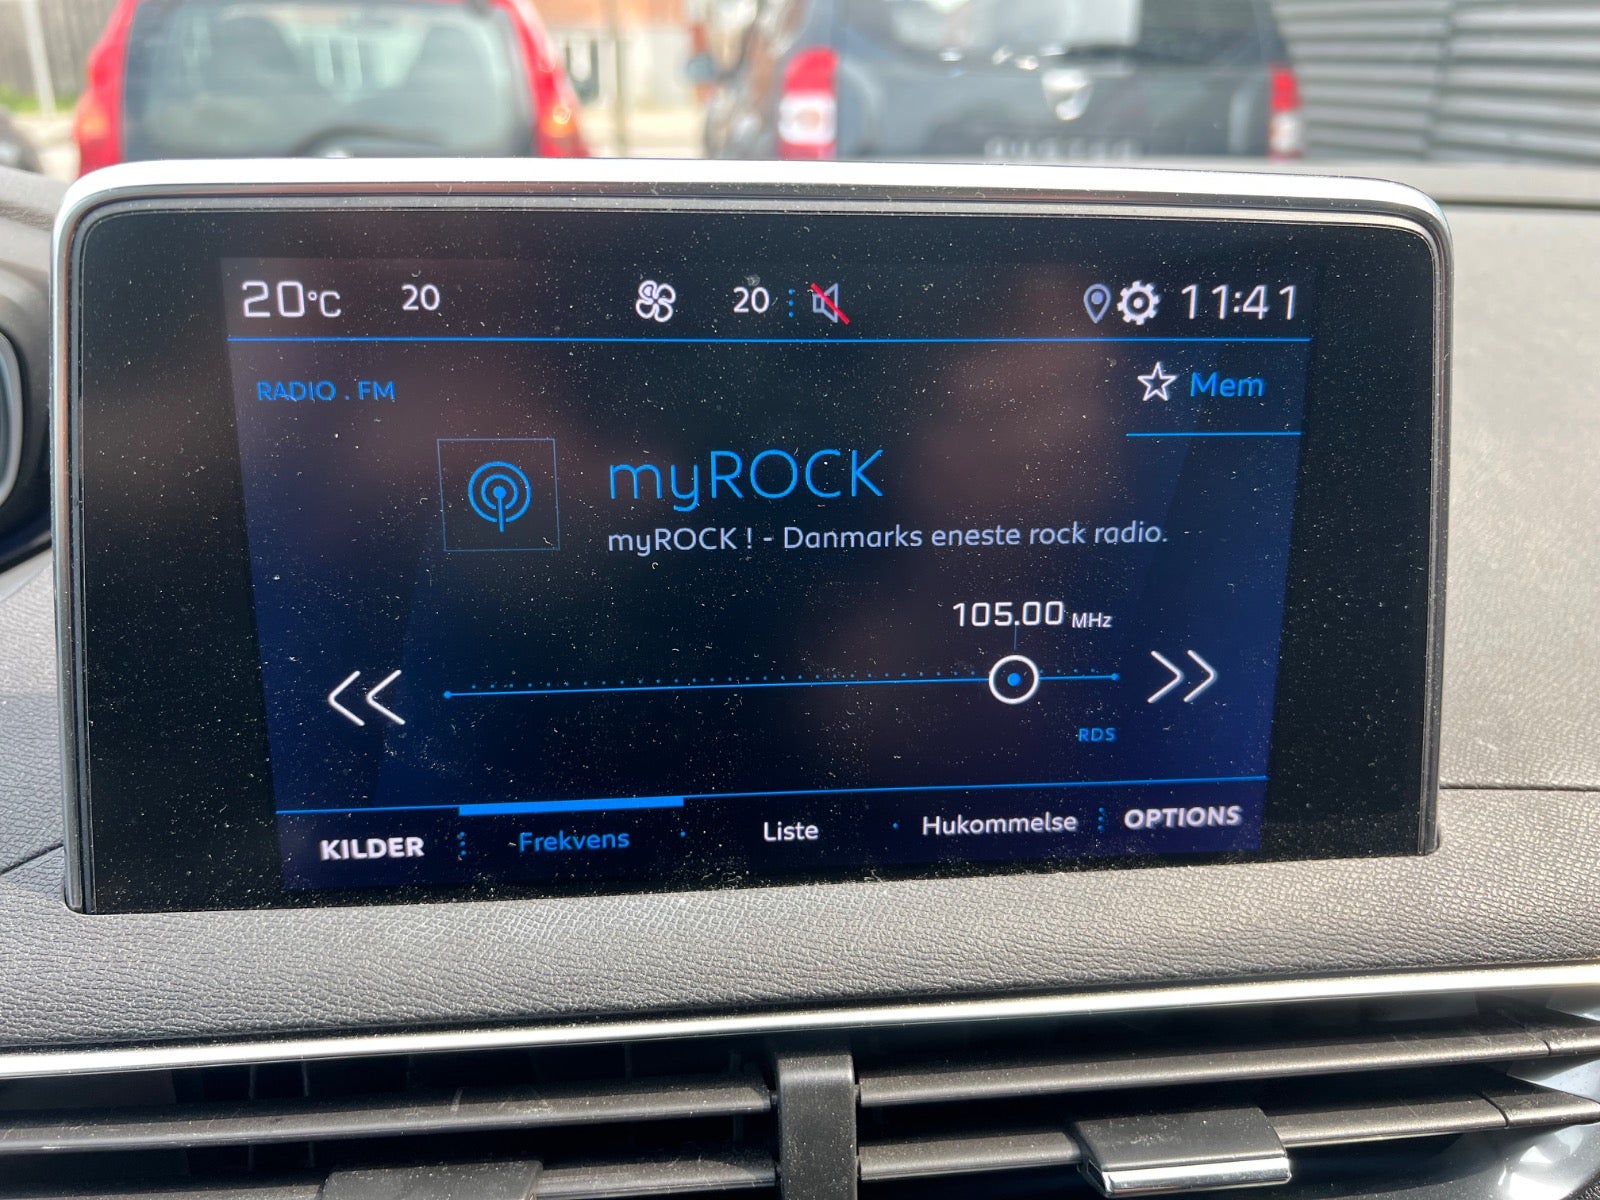 20°C 20 20 11:41
RADIO . FM
Mem
myROCK
myROCK ! - Danmarks eneste rock radio.
105.00 MHz
RDS
KILDER Frekvens Liste Hukommelse OPTIONS